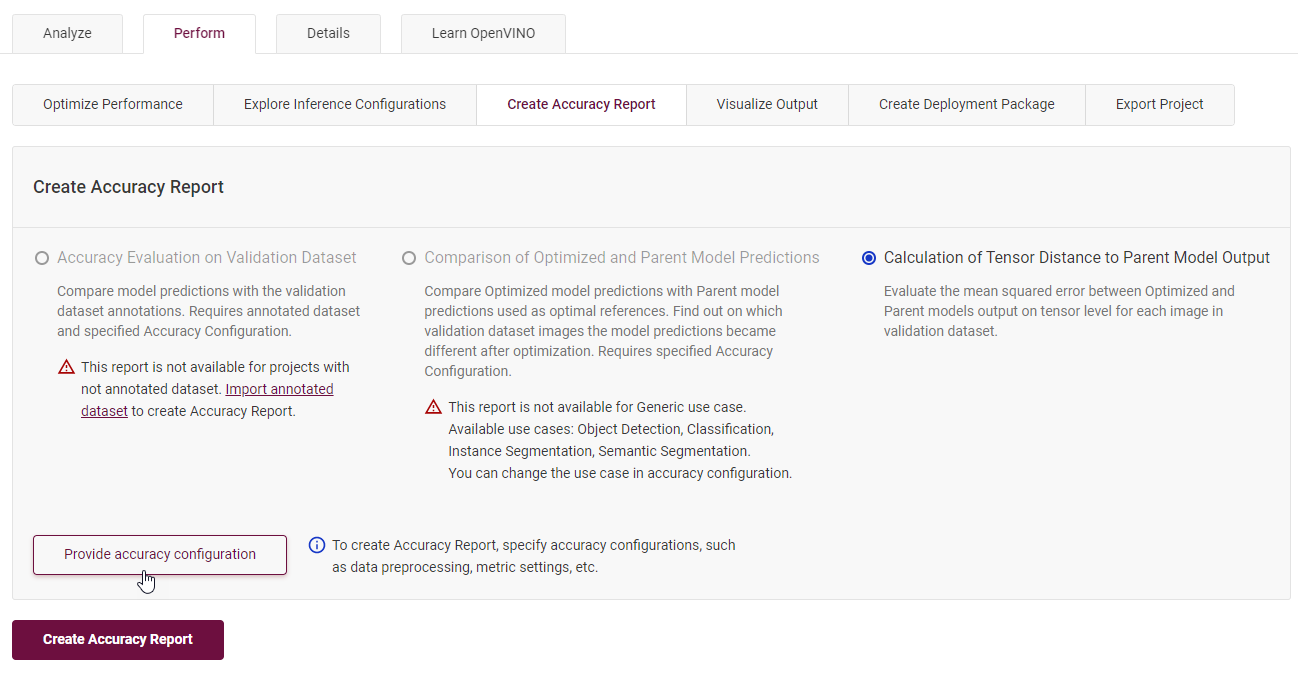 Analyze
Perform
Details
Learn OpenVINO
Optimize Performance
Explore Inference Configurations
Create Accuracy Report
Visualize Output
Create Deployment Package
Export Project
Create Accuracy Report
Accuracy Evaluation on Validation Dataset
Compare model predictions with the validation
dataset annotations. Requires annotated dataset
and specified Accuracy Configuration.
This report is not available for projects with
not annotated dataset. Import annotated
dataset to create Accuracy Report.
Comparison of Optimized and Parent Model Predictions
Compare Optimized model predictions with Parent model
predictions used as optimal references. Find out on which
validation dataset images the model predictions became
different after optimization. Requires specified Accuracy
Configuration.
This report is not available for Generic use case.
Available use cases: Object Detection, Classification,
Instance Segmentation, Semantic Segmentation.
You can change the use case in accuracy configuration.
Calculation of Tensor Distance to Parent Model Output
Evaluate the mean squared error between Optimized and
Parent models output on tensor level for each image in
validation dataset.
Provide accuracy configuration
To create Accuracy Report, specify accuracy configurations, such
as data preprocessing, metric settings, etc.
Create Accuracy Report